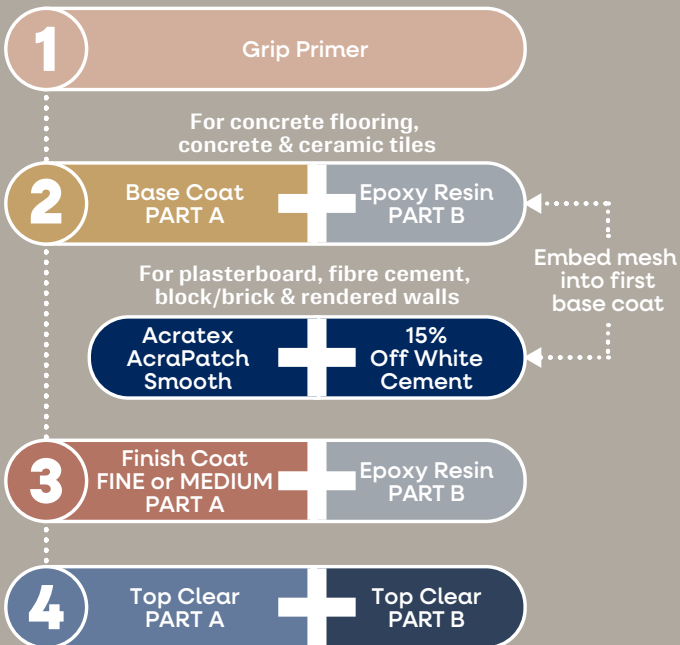 1
Grip Primer
For concrete flooring,
concrete & ceramic tiles
2
Base Coat
PART A
Epoxy Resin
PART B
Embed mesh
into first
base coat
For plasterboard, fibre cement,
block/brick & rendered walls
Acratex
AcraPatch
Smooth
15%
Off White
Cement
3
Finish Coat
FINE or MEDIUM
PART A
Epoxy Resin
PART B
4
Top Clear
PART A
Top Clear
PART B